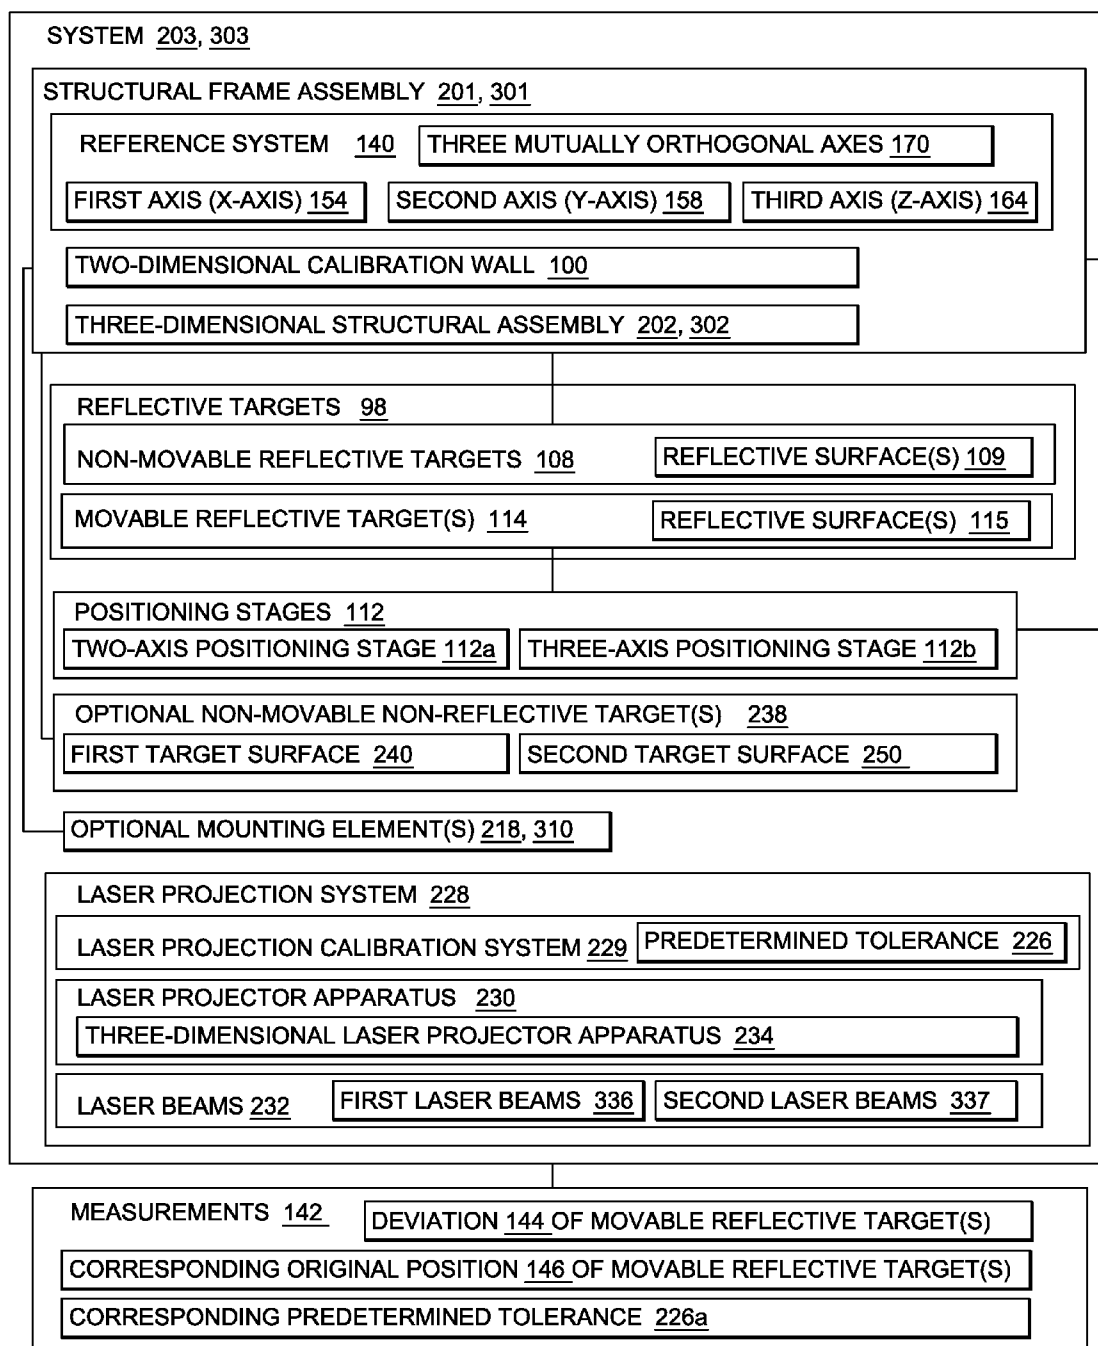 SYSTEM 203, 303
STRUCTURAL FRAME ASSEMBLY 201, 301
REFERENCE SYSTEM 140
THREE MUTUALLY ORTHOGONAL AXES 170
FIRST AXIS (X-AXIS) 154
SECOND AXIS (Y-AXIS) 158
THIRD AXIS (Z-AXIS) 164
TWO-DIMENSIONAL CALIBRATION WALL 100
THREE-DIMENSIONAL STRUCTURAL ASSEMBLY 202, 302
REFLECTIVE TARGETS 98
NON-MOVABLE REFLECTIVE TARGETS 108
REFLECTIVE SURFACE(S) 109
MOVABLE REFLECTIVE TARGET(S) 114
REFLECTIVE SURFACE(S) 115
POSITIONING STAGES 112
TWO-AXIS POSITIONING STAGE 112a
THREE-AXIS POSITIONING STAGE 112b
OPTIONAL NON-MOVABLE NON-REFLECTIVE TARGET(S) 238
FIRST TARGET SURFACE 240
SECOND TARGET SURFACE 250
OPTIONAL MOUNTING ELEMENT(S) 218, 310
LASER PROJECTION SYSTEM 228
LASER PROJECTION CALIBRATION SYSTEM 229
PREDETERMINED TOLERANCE 226
LASER PROJECTOR APPARATUS 230
THREE-DIMENSIONAL LASER PROJECTOR APPARATUS 234
LASER BEAMS 232
FIRST LASER BEAMS 336
SECOND LASER BEAMS 337
MEASUREMENTS 142
DEVIATION 144 OF MOVABLE REFLECTIVE TARGET(S)
CORRESPONDING ORIGINAL POSITION 146 OF MOVABLE REFLECTIVE TARGET(S)
CORRESPONDING PREDETERMINED TOLERANCE 226a